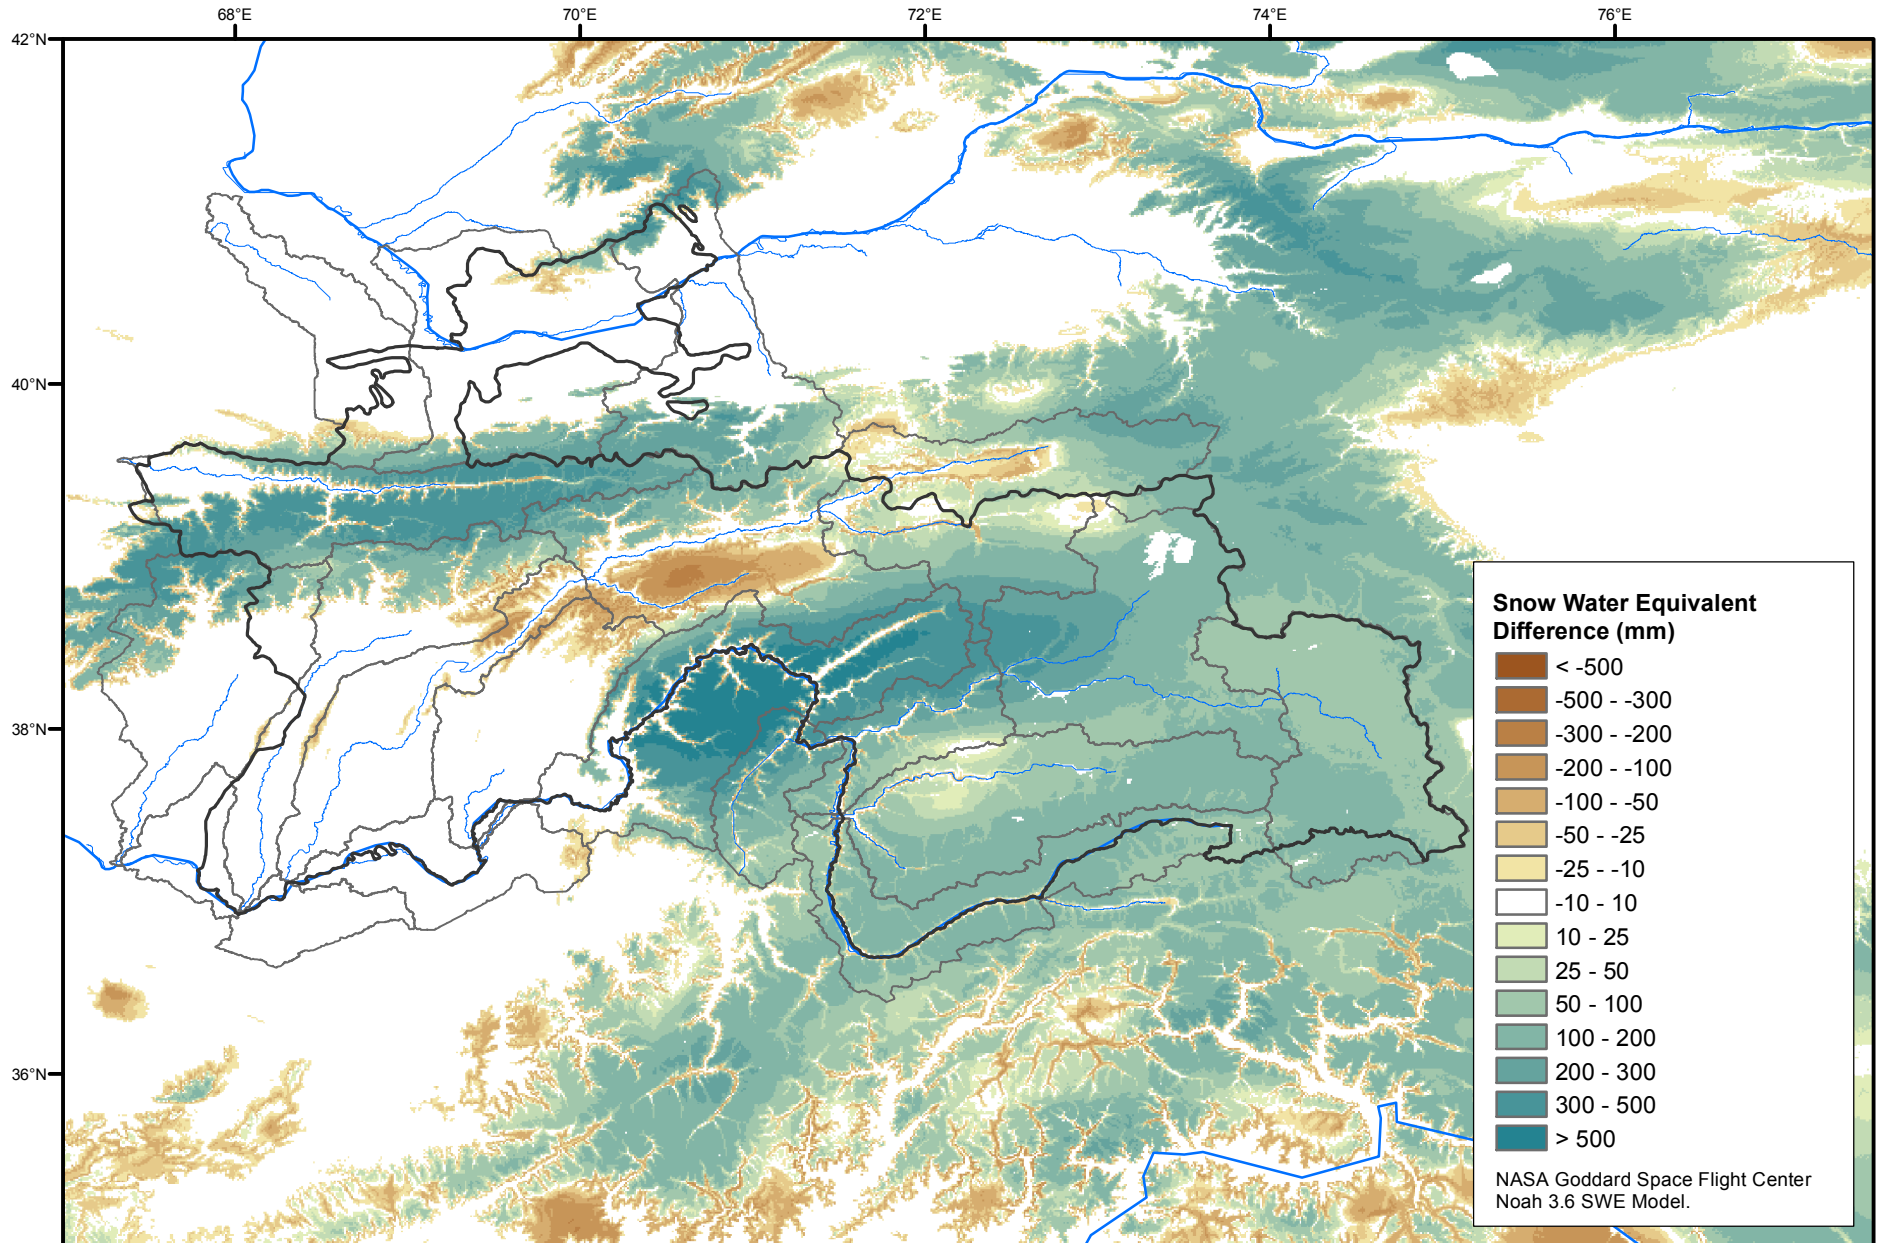 68°E
70°E
72°E
74°E
76°E
42°N
40°N
38°N
36°N
Snow Water Equivalent
Difference (mm)
< -500
-500 - -300
-300 - -200
-200 - -100
-100 - -50
-50 - -25
-25 - -10
-10 - 10
10 - 25
25 - 50
50 - 100
100 - 200
200 - 300
300 - 500
> 500
NASA Goddard Space Flight Center
Noah 3.6 SWE Model.